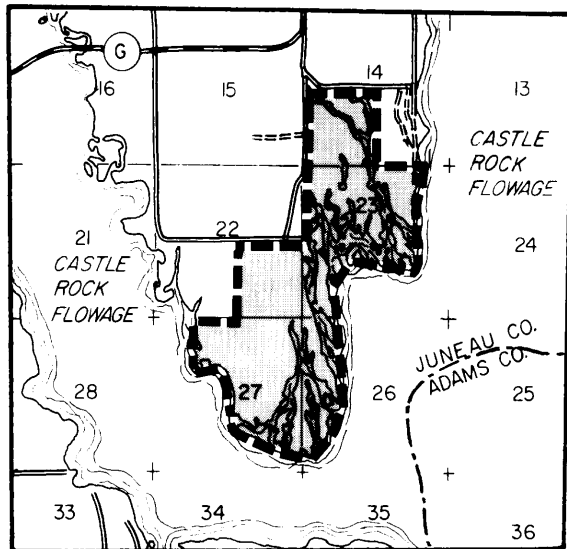 G
16
15
14
13
CASTLE
ROCK
FLOWAGE
23
22
21
24
CASTLE
ROCK
FLOWAGE
JUNEAU CO.
ADAMS CO.
28
27
26
25
33
34
35
36